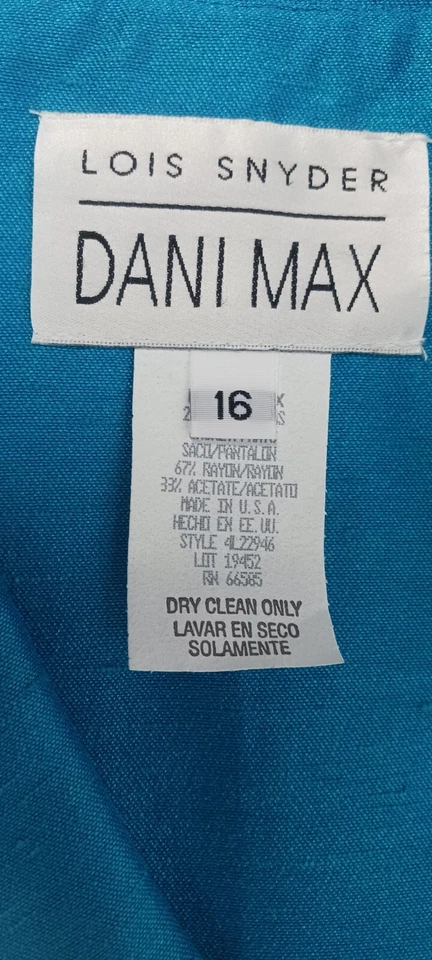 LOIS SNYDER
DANI MAX
16
SACO/PANTALON
67% RAYON/RAYON
33% ACETATE/ACETATO
MADE IN U.S.A.
HECHO EN EE.UU.
STYLE 4L22946
LOT 19452
RN 66585
DRY CLEAN ONLY
LAVAR EN SECO
SOLAMENTE